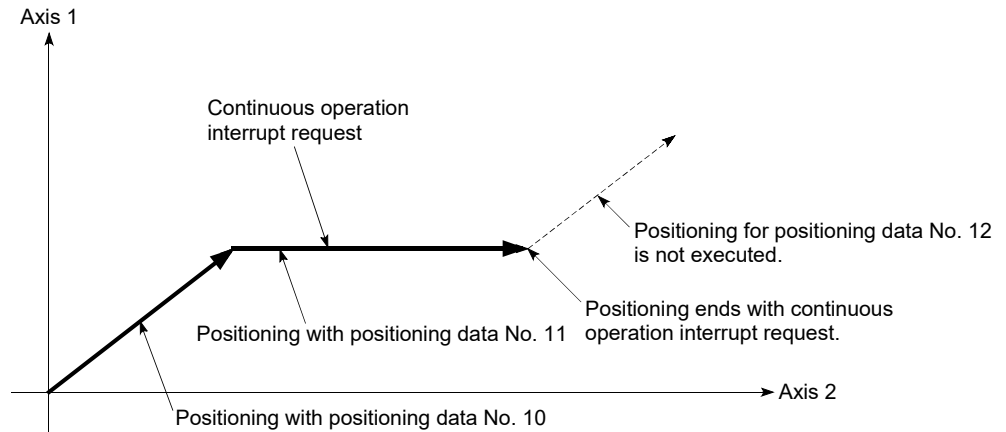 Axis 1
Continuous operation
interrupt request
Positioning for positioning data No. 12
is not executed.
Positioning ends with continuous
operation interrupt request.
Positioning with positioning data No. 11
Axis 2
Positioning with positioning data No. 10